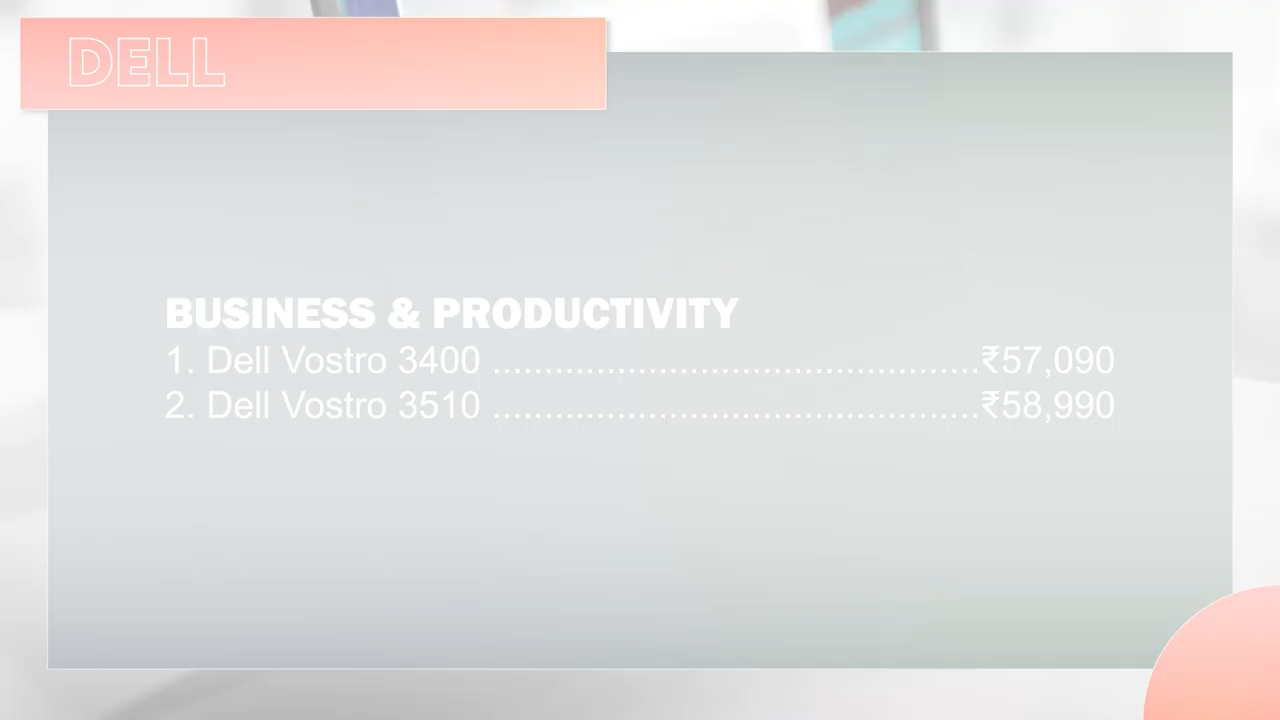 DELL
BUSINESS & PRODUCTIVITY
1. Dell Vostro 3400 ................................................₹57,090
2. Dell Vostro 3510 ................................................₹58,990